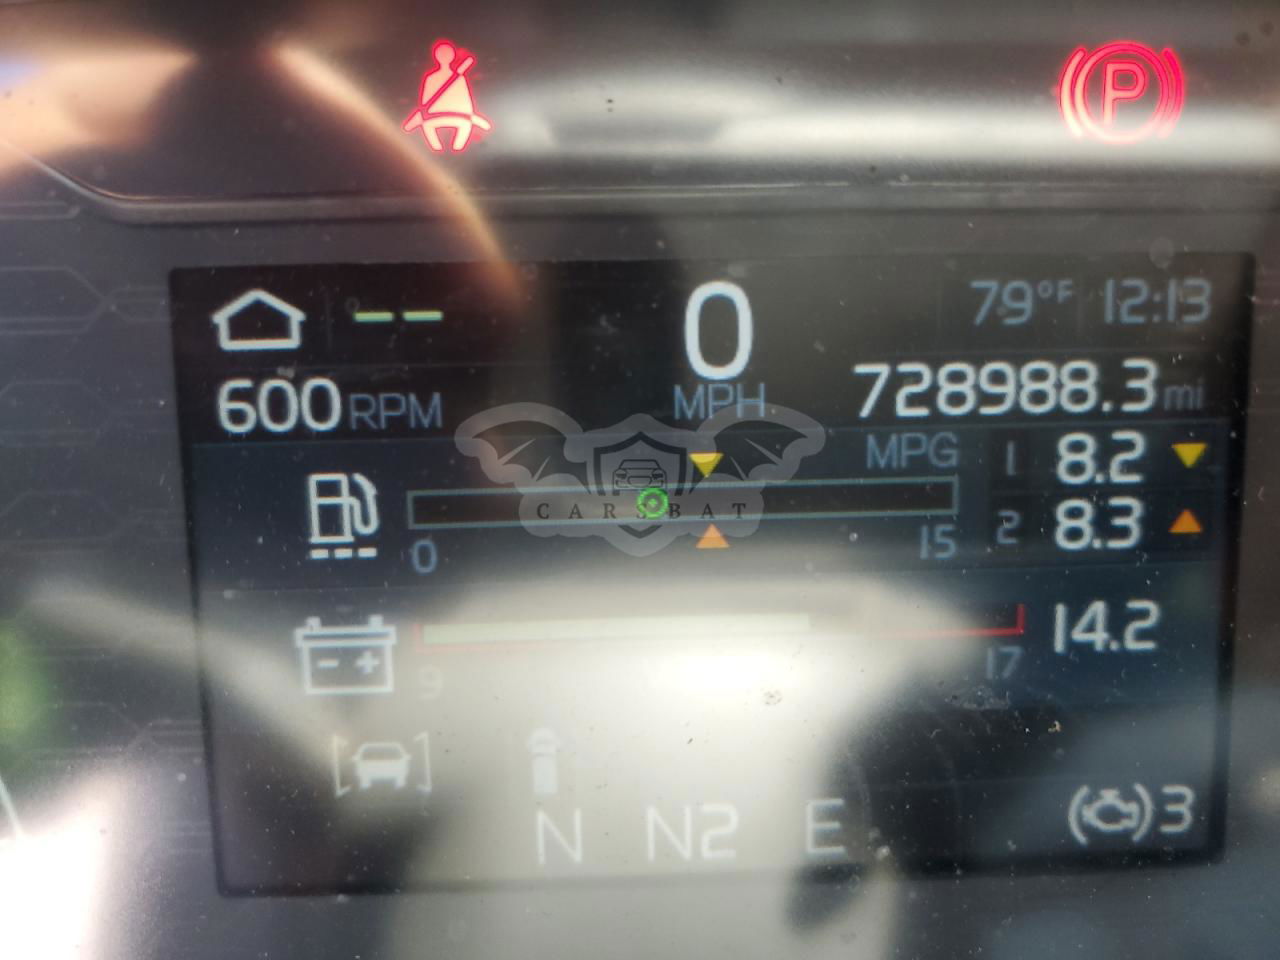 P
0
79°F 12:13
600 RPM
MPH
728988.3 mi
MPG 1 8.2
CARSBAT
0 15 2 8.3
14.2
9 17
N N2 E
3